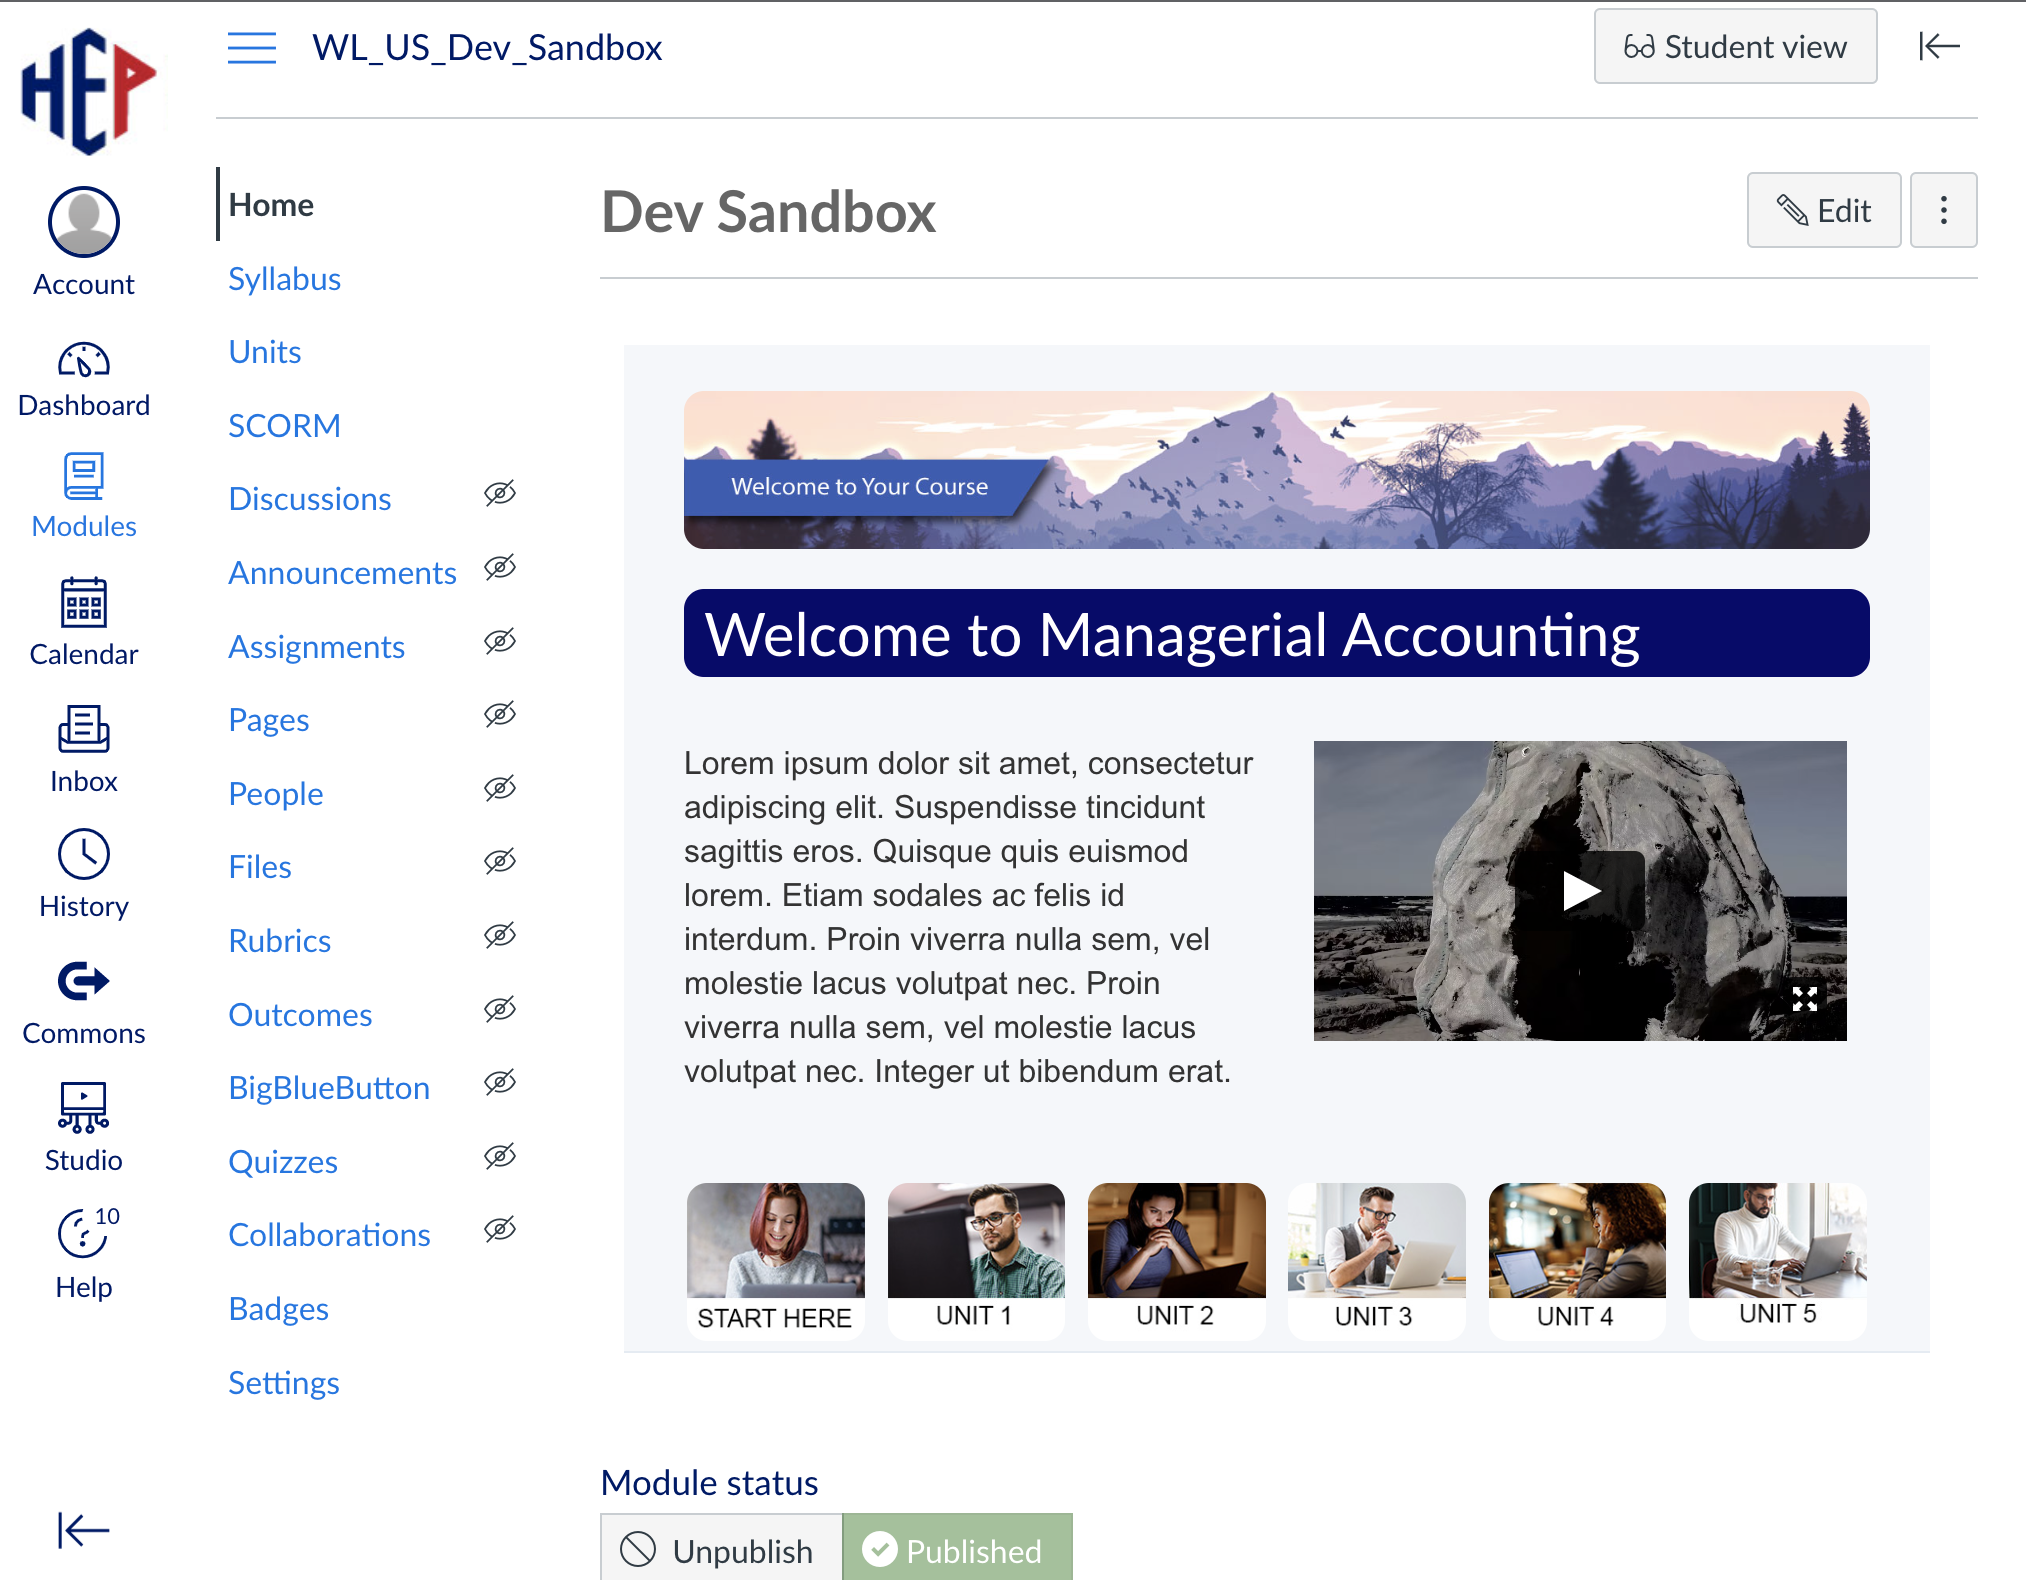 HEP
WL_US_Dev_Sandbox
Student view
Account
Dashboard
Modules
Calendar
Inbox
History
Commons
Studio
10
Help
Home
Syllabus
Units
SCORM
Discussions
Announcements
Assignments
Pages
People
Files
Rubrics
Outcomes
BigBlueButton
Quizzes
Collaborations
Badges
Settings
Dev Sandbox
Edit
Welcome to Your Course
Welcome to Managerial Accounting
Lorem ipsum dolor sit amet, consectetur
adipiscing elit. Suspendisse tincidunt
sagittis eros. Quisque quis euismod
lorem. Etiam sodales ac felis id
interdum. Proin viverra nulla sem, vel
molestie lacus volutpat nec. Proin
viverra nulla sem, vel molestie lacus
volutpat nec. Integer ut bibendum erat.
START HERE
UNIT 1
UNIT 2
UNIT 3
UNIT 4
UNIT 5
Module status
Unpublish
Published